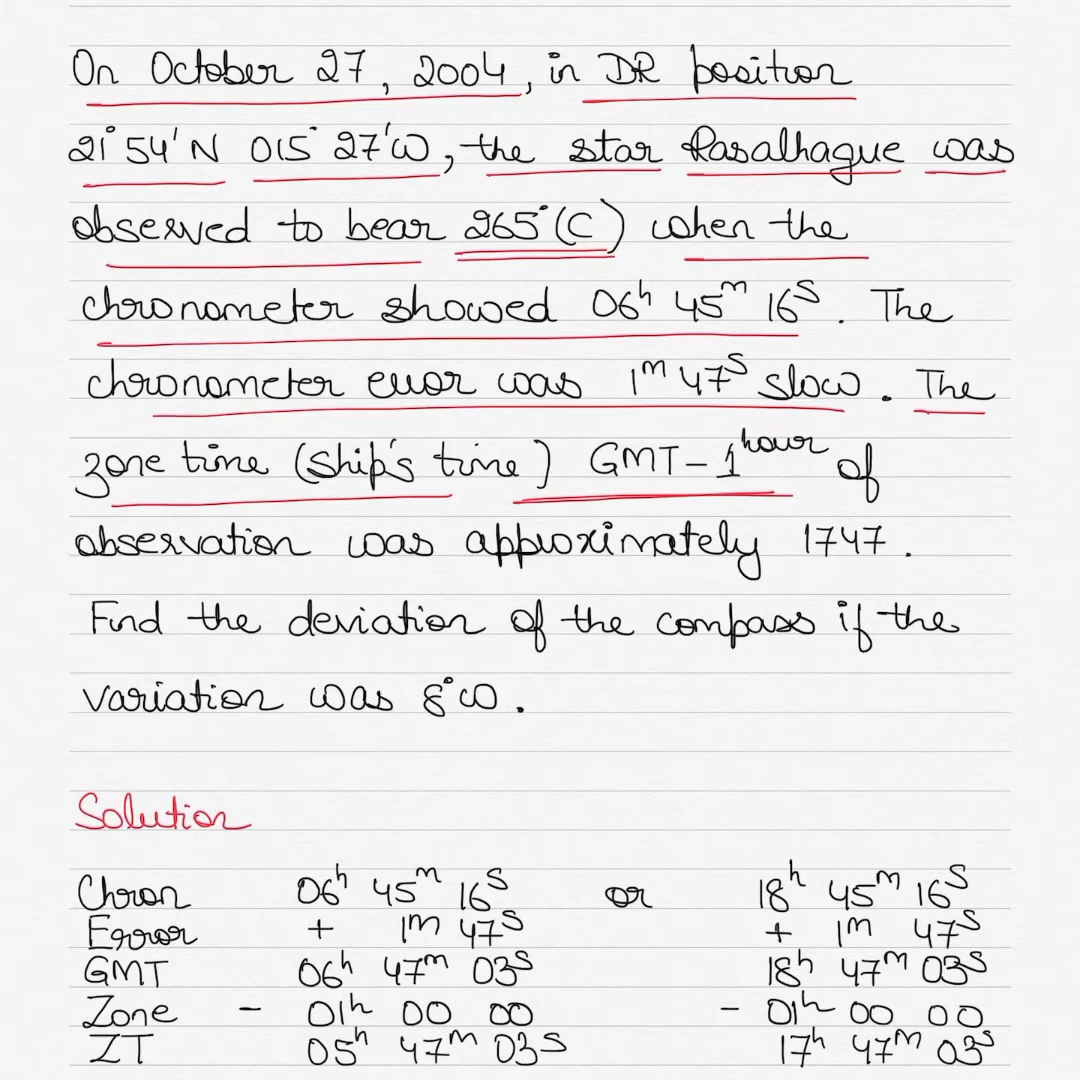 On October 27, 2004, in DR position
21° 54' N 015° 27' W, the star Rasalhague was
observed to bear 265° (C) when the
chronometer showed 06h 45m 16s. The
chronometer error was 1m 47s slow. The
zone time (ship's time) GMT - 1 hour of
observation was approximately 1747.
Find the deviation of the compass if the
variation was 8° W.
Solution
Chron 06h 45m 16s or 18h 45m 16s
Error + 1m 47s + 1m 47s
GMT 06h 47m 03s 18h 47m 03s
Zone - 01h 00 00 - 01h 00 00
ZT 05h 47m 03s 17h 47m 03s